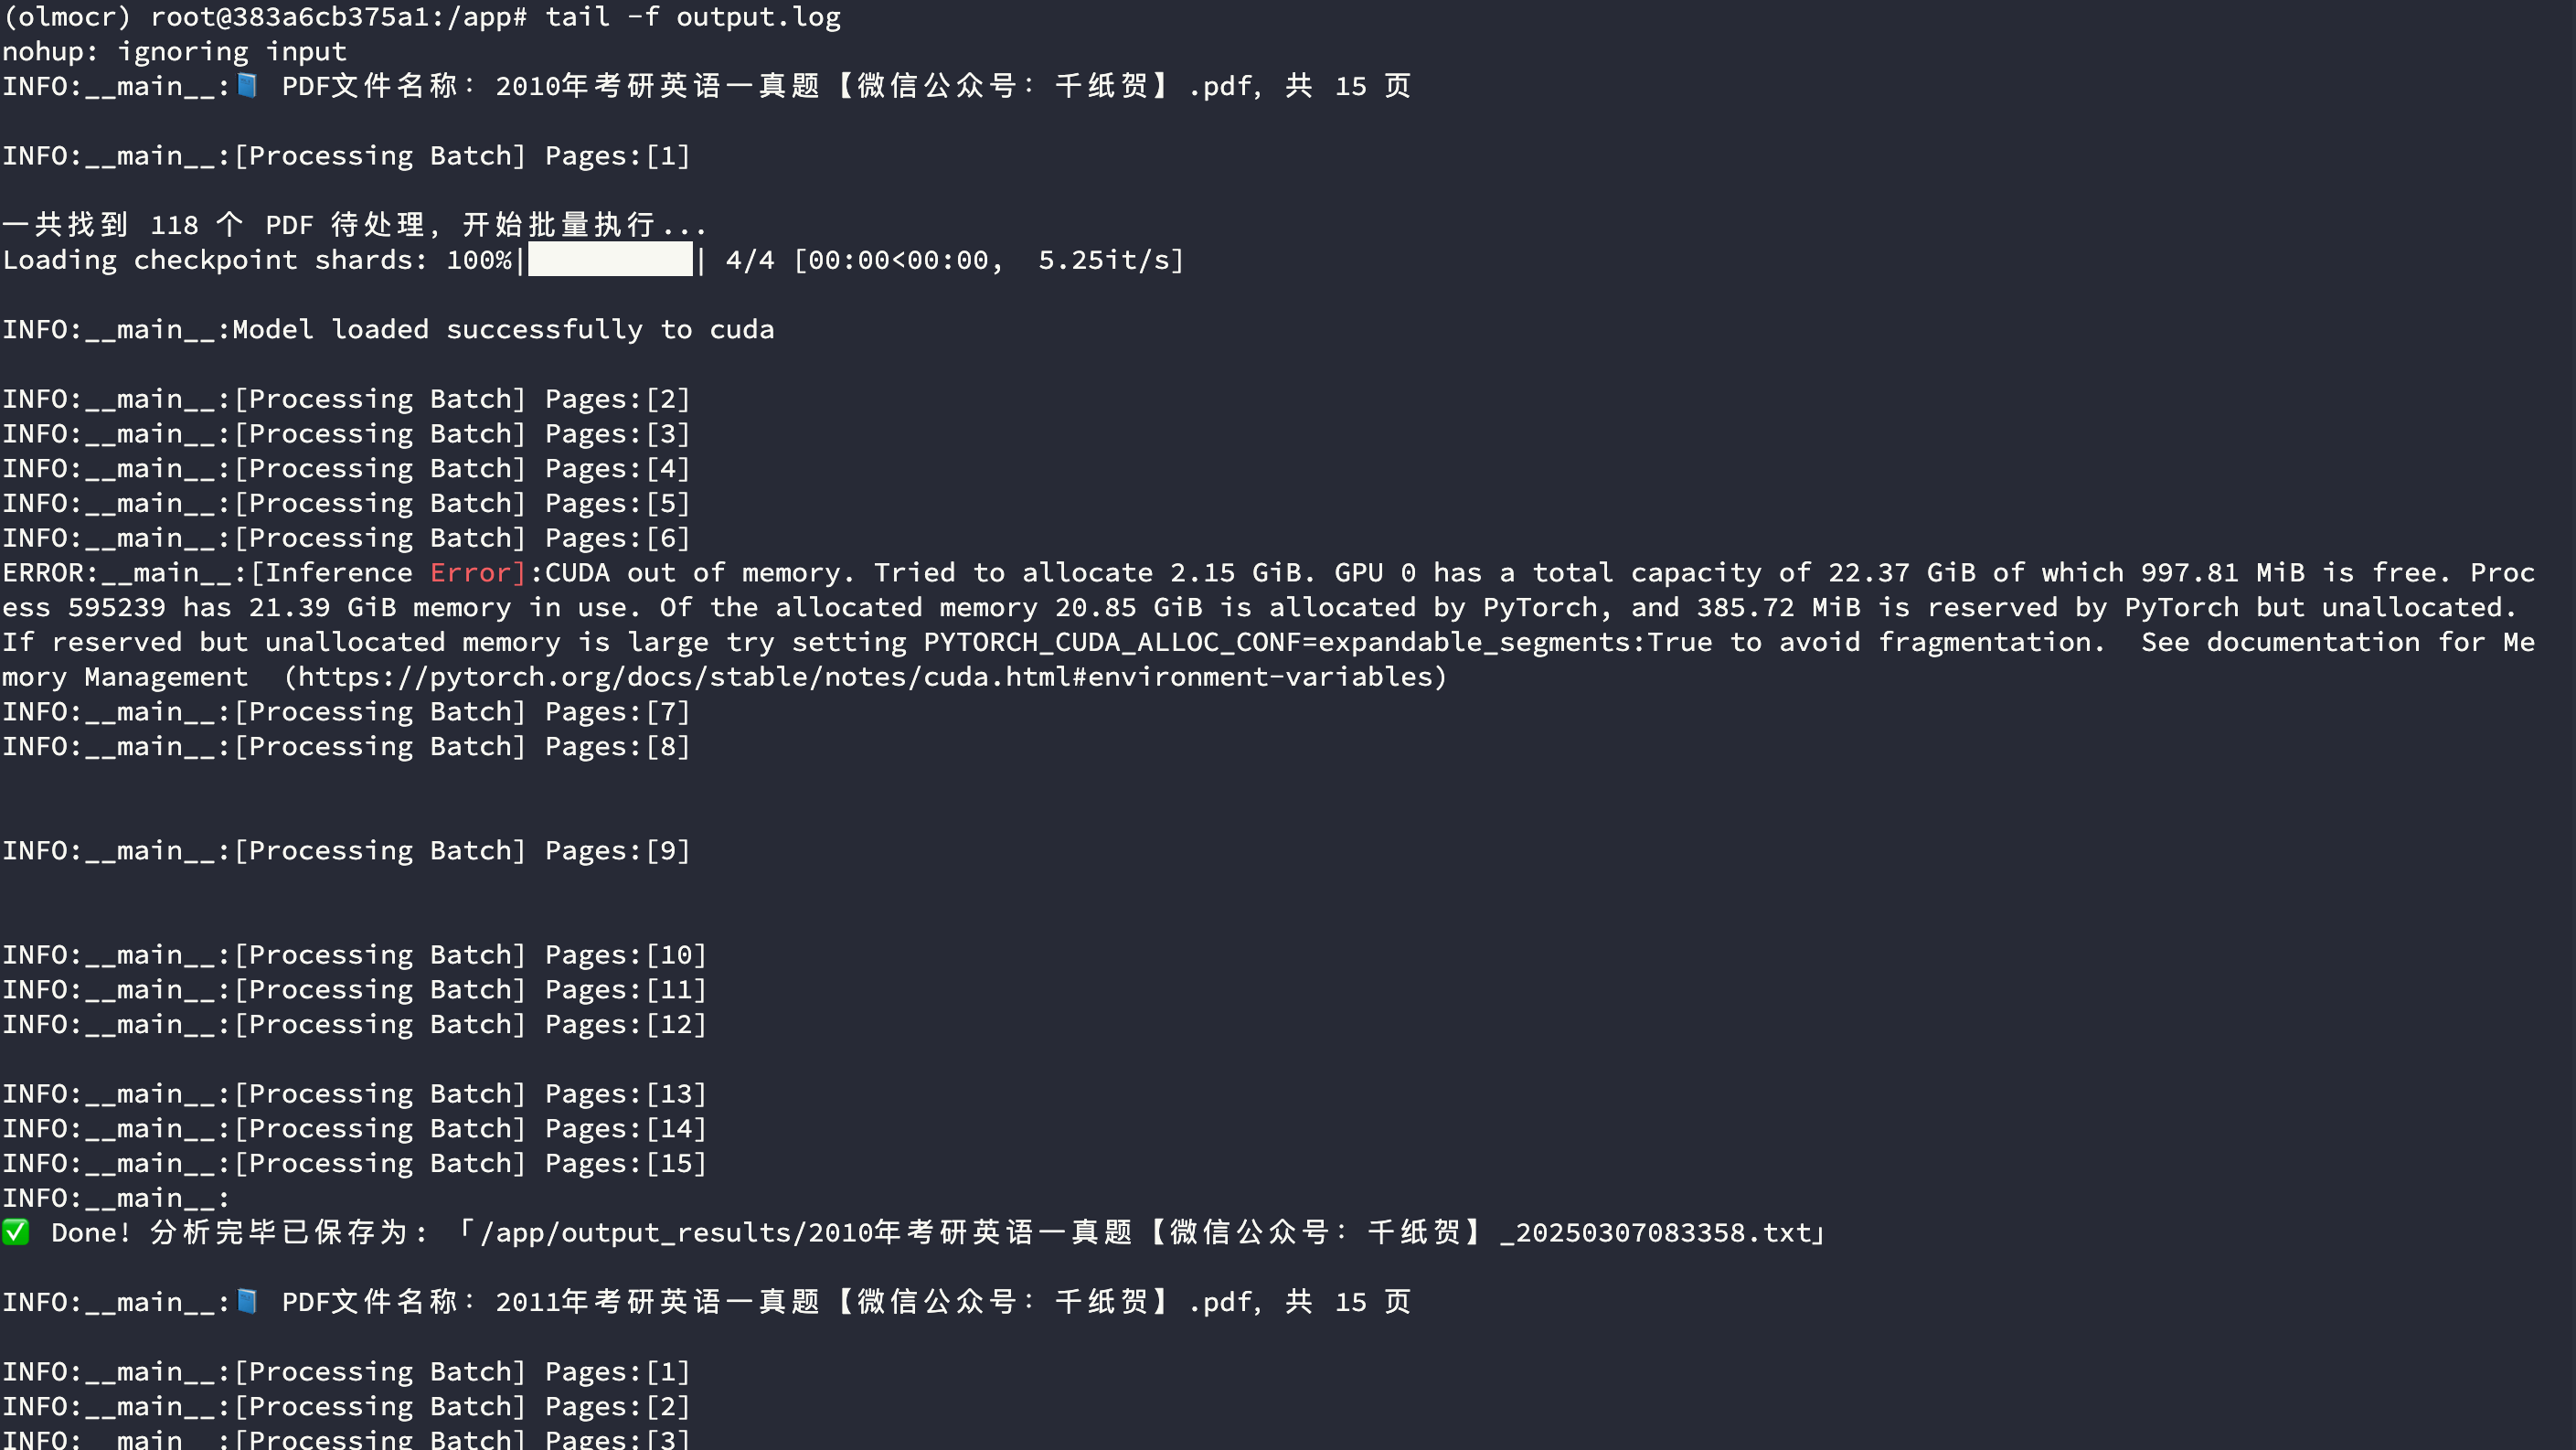 (olmocr) root@383a6cb375a1:/app# tail -f output.log
nohup: ignoring input
INFO:__main__:📘 PDF文件名称: 2010年考研英语一真题【微信公众号: 千纸贺】.pdf, 共 15 页
INFO:__main__:[Processing Batch] Pages:[1]
一共找到 118 个 PDF 待处理, 开始批量执行...
Loading checkpoint shards: 100%|██████████| 4/4 [00:00<00:00,  5.25it/s]
INFO:__main__:Model loaded successfully to cuda
INFO:__main__:[Processing Batch] Pages:[2]
INFO:__main__:[Processing Batch] Pages:[3]
INFO:__main__:[Processing Batch] Pages:[4]
INFO:__main__:[Processing Batch] Pages:[5]
INFO:__main__:[Processing Batch] Pages:[6]
ERROR:__main__:[Inference Error]:CUDA out of memory. Tried to allocate 2.15 GiB. GPU 0 has a total capacity of 22.37 GiB of which 997.81 MiB is free. Proc
ess 595239 has 21.39 GiB memory in use. Of the allocated memory 20.85 GiB is allocated by PyTorch, and 385.72 MiB is reserved by PyTorch but unallocated.
If reserved but unallocated memory is large try setting PYTORCH_CUDA_ALLOC_CONF=expandable_segments:True to avoid fragmentation.  See documentation for Me
mory Management  (https://pytorch.org/docs/stable/notes/cuda.html#environment-variables)
INFO:__main__:[Processing Batch] Pages:[7]
INFO:__main__:[Processing Batch] Pages:[8]
INFO:__main__:[Processing Batch] Pages:[9]
INFO:__main__:[Processing Batch] Pages:[10]
INFO:__main__:[Processing Batch] Pages:[11]
INFO:__main__:[Processing Batch] Pages:[12]
INFO:__main__:[Processing Batch] Pages:[13]
INFO:__main__:[Processing Batch] Pages:[14]
INFO:__main__:[Processing Batch] Pages:[15]
INFO:__main__:
✅ Done! 分析完毕已保存为: 「/app/output_results/2010年考研英语一真题【微信公众号: 千纸贺】_20250307083358.txt」
INFO:__main__:📘 PDF文件名称: 2011年考研英语一真题【微信公众号: 千纸贺】.pdf, 共 15 页
INFO:__main__:[Processing Batch] Pages:[1]
INFO:__main__:[Processing Batch] Pages:[2]
INFO:__main__:[Processing Batch] Pages:[3]